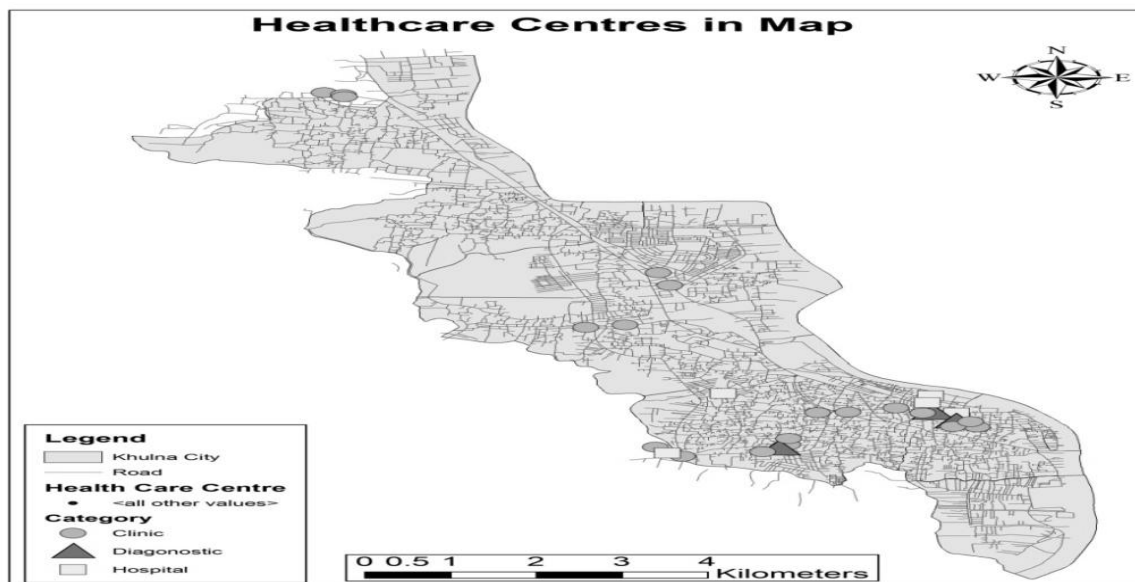 Healthcare Centres in Map
N
W E
S
Legend
Khulna City
Road
Health Care Centre
<all other values>
Category
Clinic
Diagonostic
Hospital
0 0.5 1 2 3 4
Kilometers